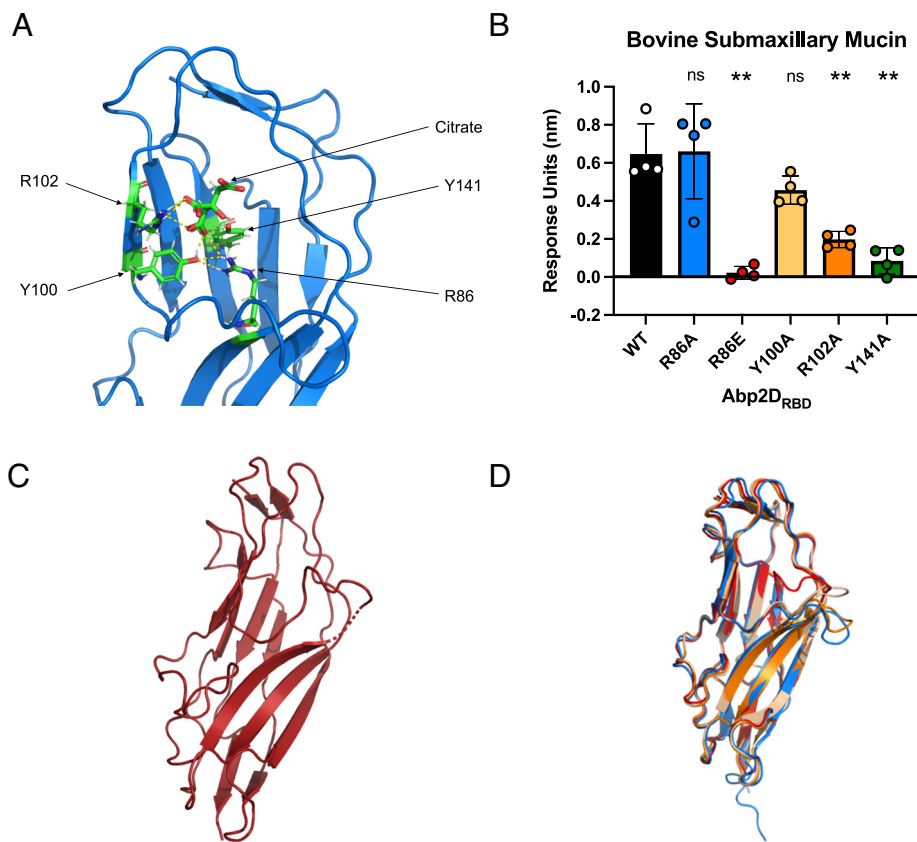 A
Citrate
R102
Y141
Y100
R86
B
Bovine Submaxillary Mucin
ns ** ns ** **
Response Units (nm)
1.0
0.8
0.6
0.4
0.2
0.0
-0.2
WT R86A R86E Y100A R102A Y141A
Abp2DRBD
C
D